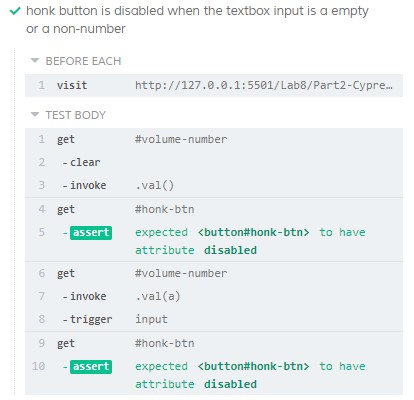 honk button is disabled when the textbox input is a empty
or a non-number
BEFORE EACH
1 visit http://127.0.0.1:5501/Lab8/Part2-Cypre…
TEST BODY
1 get #volume-number
2 -clear
3 -invoke .val()
4 get #honk-btn
5 -assert expected <button#honk-btn> to have
attribute disabled
6 get #volume-number
7 -invoke .val(a)
8 -trigger input
9 get #honk-btn
10 -assert expected <button#honk-btn> to have
attribute disabled